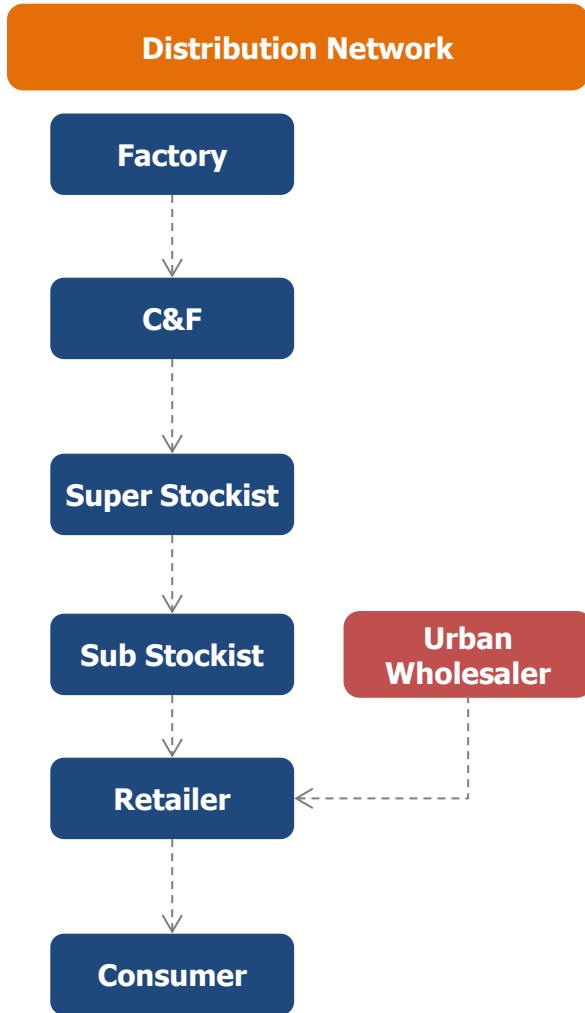 Distribution Network
Factory
C&F
Super Stockist
Sub Stockist
Urban
Wholesaler
Retailer
Consumer